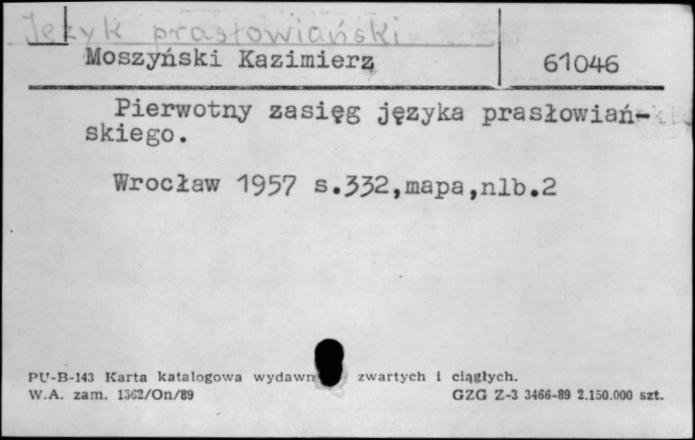 Język prasłowiański
Moszyński Kazimierz 61046
Pierwotny zasięg języka prasłowiań-
skiego.
Wrocław 1957 s.332,mapa,nlb.2
PU-B-143 Karta katalogowa wydawn zwartych i ciągłych.
W.A. zam. 1562/On/89 GZG Z-3 3466-89 2.150.000 szt.